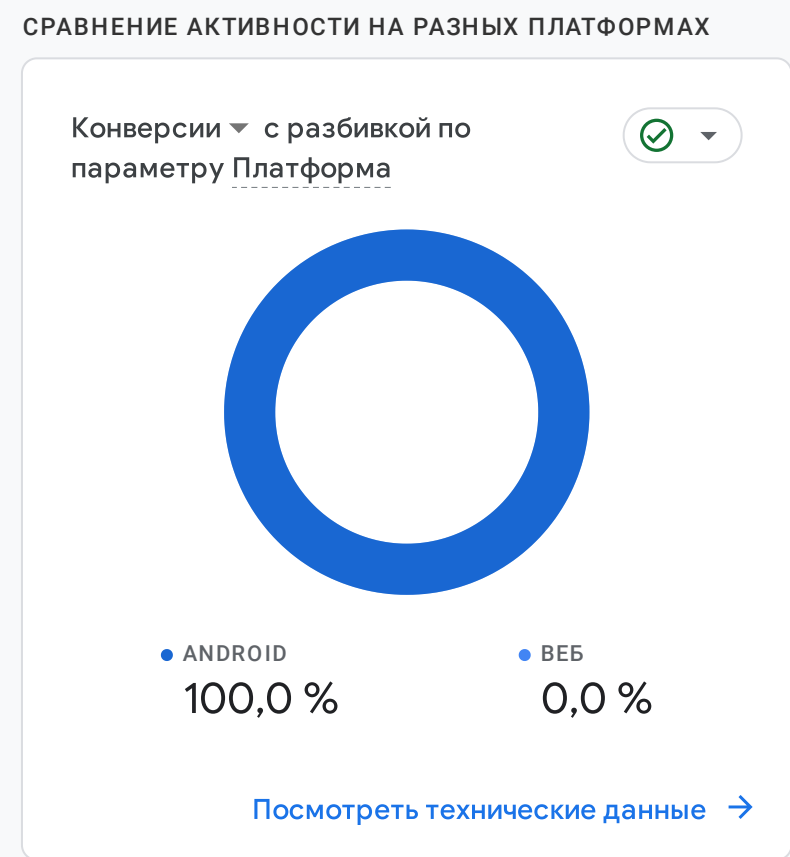 СРАВНЕНИЕ АКТИВНОСТИ НА РАЗНЫХ ПЛАТФОРМАХ
Конверсии с разбивкой по
параметру Платформа
ANDROID ВЕБ
100,0 % 0,0 %
Посмотреть технические данные